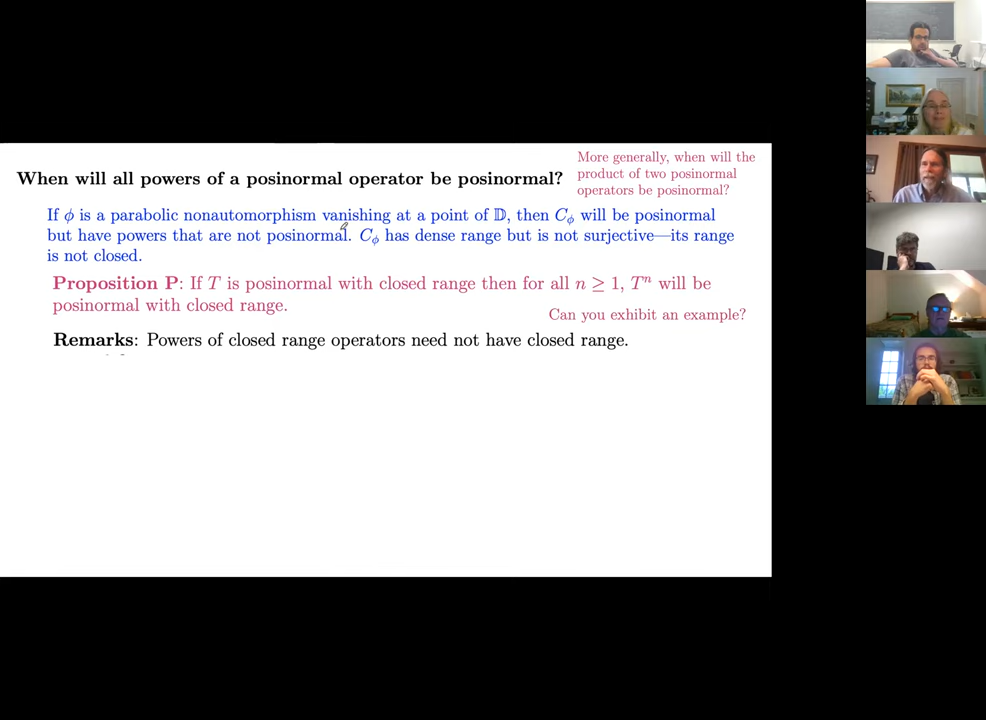 More generally, when will the
product of two posinormal
operators be posinormal?
When will all powers of a posinormal operator be posinormal?
If ϕ is a parabolic nonautomorphism vanishing at a point of 𝔻, then C_ϕ will be posinormal
but have powers that are not posinormal. C_ϕ has dense range but is not surjective—its range
is not closed.
Proposition P: If T is posinormal with closed range then for all n ≥ 1, Tⁿ will be
posinormal with closed range.
Can you exhibit an example?
Remarks: Powers of closed range operators need not have closed range.